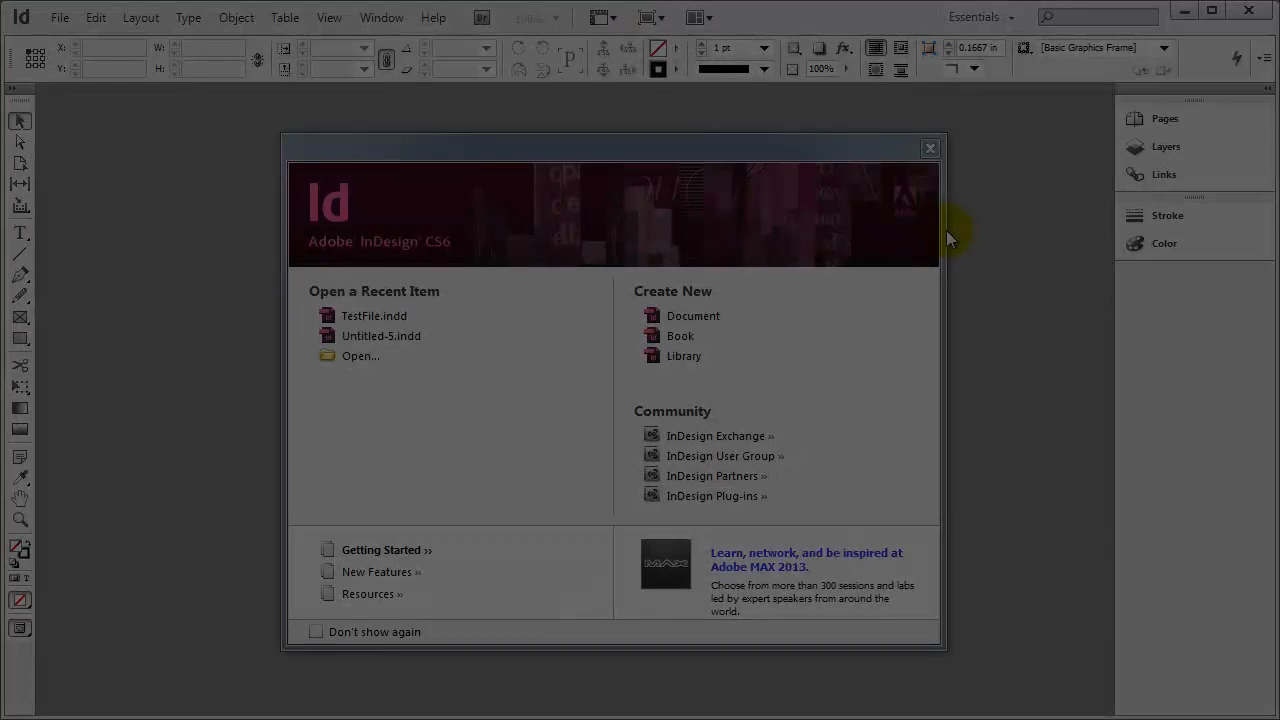 Id File Edit Layout Type Object Table View Window Help Br Essentials
X: W: 1 pt fx. 0.1667 in [Basic Graphics Frame]
Y: H: P 100%
Pages
Layers
Links
Stroke
Color
Id
Adobe InDesign CS6
Open a Recent Item
TestFile.indd
Untitled-5.indd
Open...
Create New
Document
Book
Library
Community
InDesign Exchange »
InDesign User Group »
InDesign Partners »
InDesign Plug-ins »
Getting Started »
New Features »
Resources »
MAX
Learn, network, and be inspired at
Adobe MAX 2013.
Choose from more than 300 sessions and labs
led by expert speakers from around the
world.
Don't show again